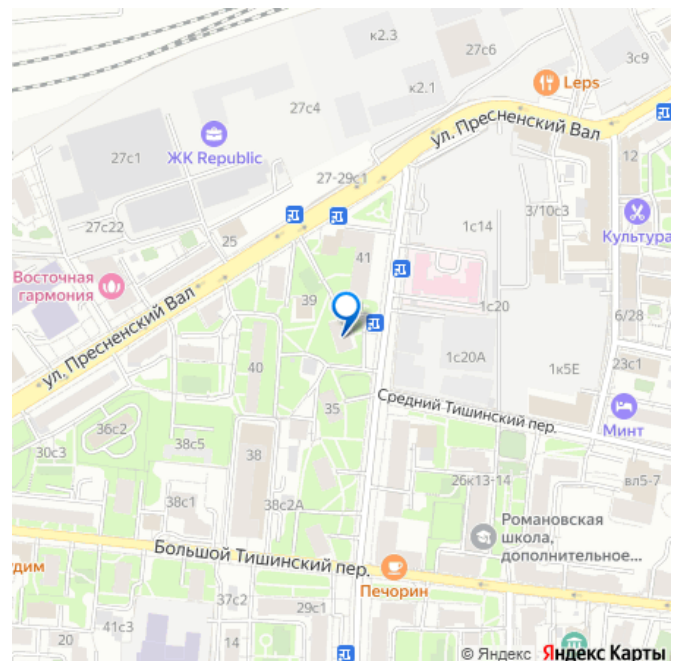 к2.3
27с6
3с9
Leps
к2.1
27с4
ул. Пресненский Вал
ЖК Republic
27с1
12
27-29с1
3/10с3
Культура
27с22
1с14
25
41
Восточная
гармония
39
1с20
6/28
ул. Пресненский Вал
1с20А
23с1
40
1к5Е
Средний Тишинский пер.
35
Минт
36с2
38с5
30с3
38
26к13-14
вл5-7
38с1
38с2А
Романовская
школа,
дополнительное...
Большой Тишинский пер.
удим
Печорин
37с2
29с1
41с3
20
14
© Яндекс Яндекс Карты